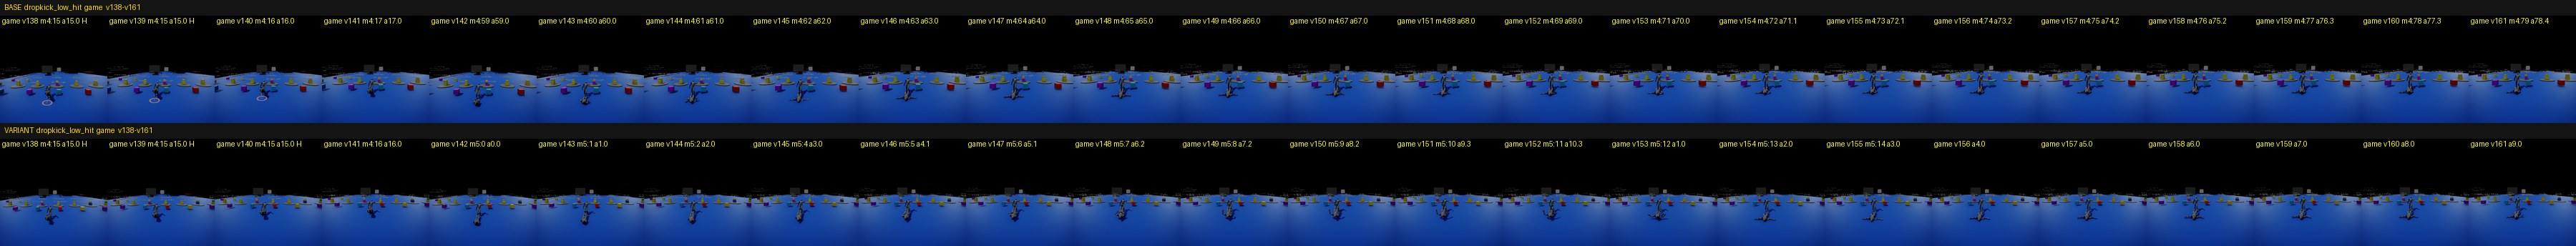 BASE dropkick_low_hit game v138-v161
game v138 m4:15 a15.0 H game v139 m4:15 a15.0 H game v140 m4:16 a16.0 game v141 m4:17 a17.0 game v142 m4:59 a59.0 game v143 m4:60 a60.0 game v144 m4:61 a61.0 game v145 m4:62 a62.0 game v146 m4:63 a63.0 game v147 m4:64 a64.0 game v148 m4:65 a65.0 game v149 m4:66 a66.0 game v150 m4:67 a67.0 game v151 m4:68 a68.0 game v152 m4:69 a69.0 game v153 m4:71 a70.0 game v154 m4:72 a71.1 game v155 m4:73 a72.1 game v156 m4:74 a73.2 game v157 m4:75 a74.2 game v158 m4:76 a75.2 game v159 m4:77 a76.3 game v160 m4:78 a77.3 game v161 m4:79 a78.4
VARIANT dropkick_low_hit game v138-v161
game v138 m4:15 a15.0 H game v139 m4:15 a15.0 H game v140 m4:15 a15.0 H game v141 m4:16 a16.0 game v142 m5:0 a0.0 game v143 m5:1 a1.0 game v144 m5:2 a2.0 game v145 m5:4 a3.0 game v146 m5:5 a4.1 game v147 m5:6 a5.1 game v148 m5:7 a6.2 game v149 m5:8 a7.2 game v150 m5:9 a8.2 game v151 m5:10 a9.3 game v152 m5:11 a10.3 game v153 m5:12 a1.0 game v154 m5:13 a2.0 game v155 m5:14 a3.0 game v156 a4.0 game v157 a5.0 game v158 a6.0 game v159 a7.0 game v160 a8.0 game v161 a9.0